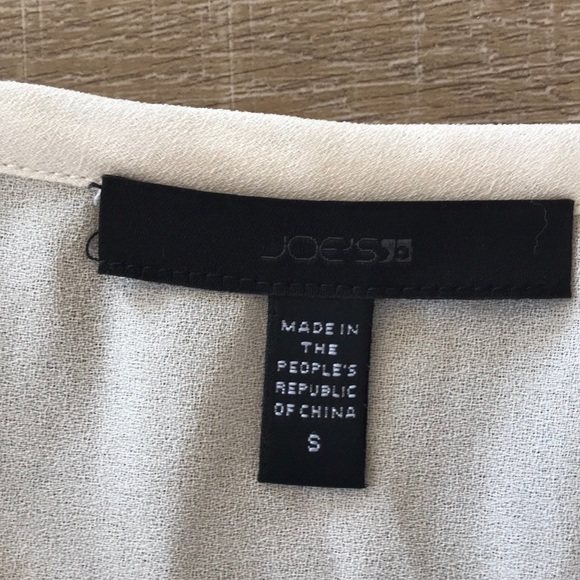 JOE'S
MADE IN
THE
PEOPLE'S
REPUBLIC
OF CHINA
S